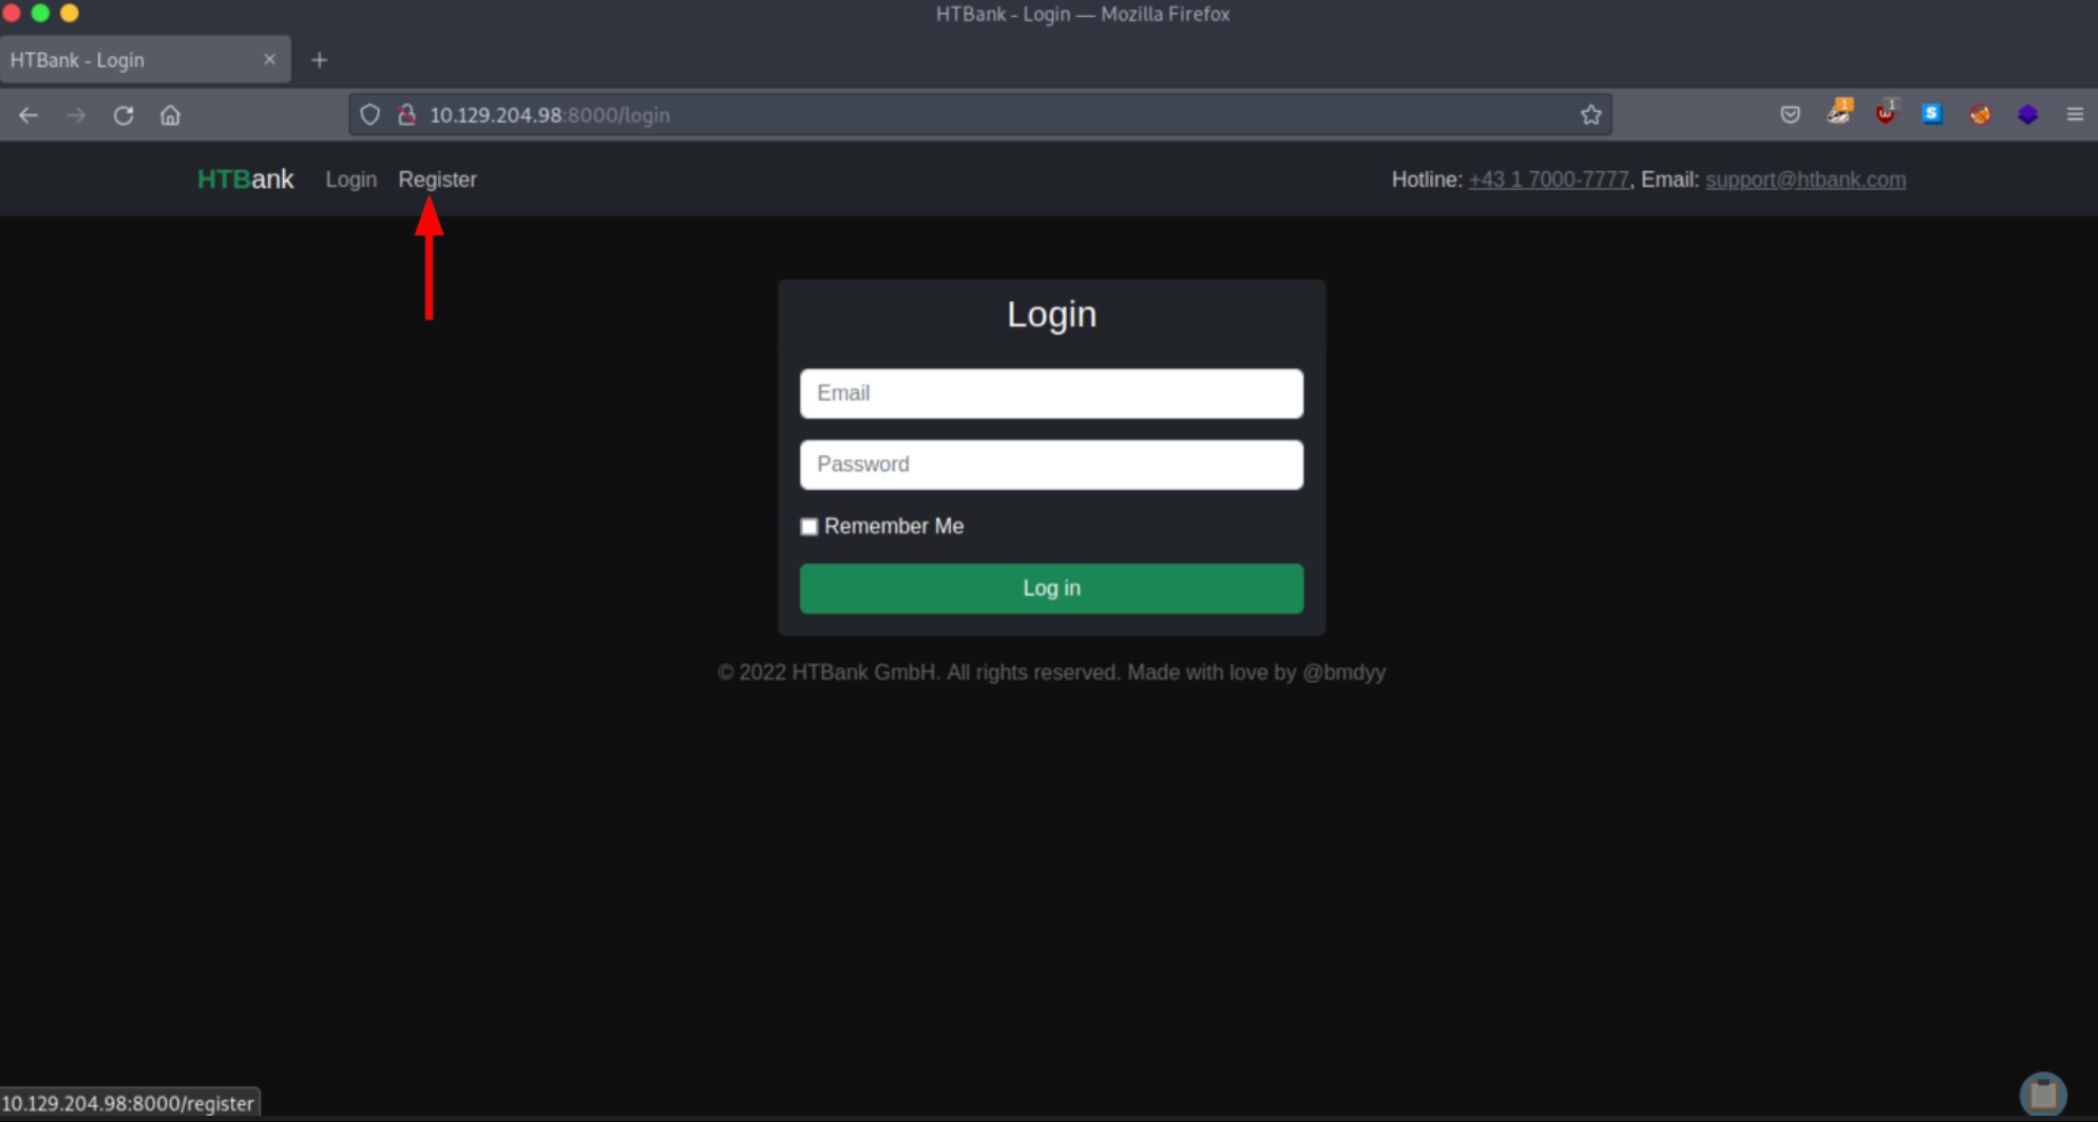 HTBank - Login — Mozilla Firefox
HTBank - Login
10.129.204.98:8000/login
1
1
S
HTBank Login Register Hotline: +43 1 7000-7777, Email: support@htbank.com
Login
Email
Password
Remember Me
Log in
© 2022 HTBank GmbH. All rights reserved. Made with love by @bmdyy
10.129.204.98:8000/register